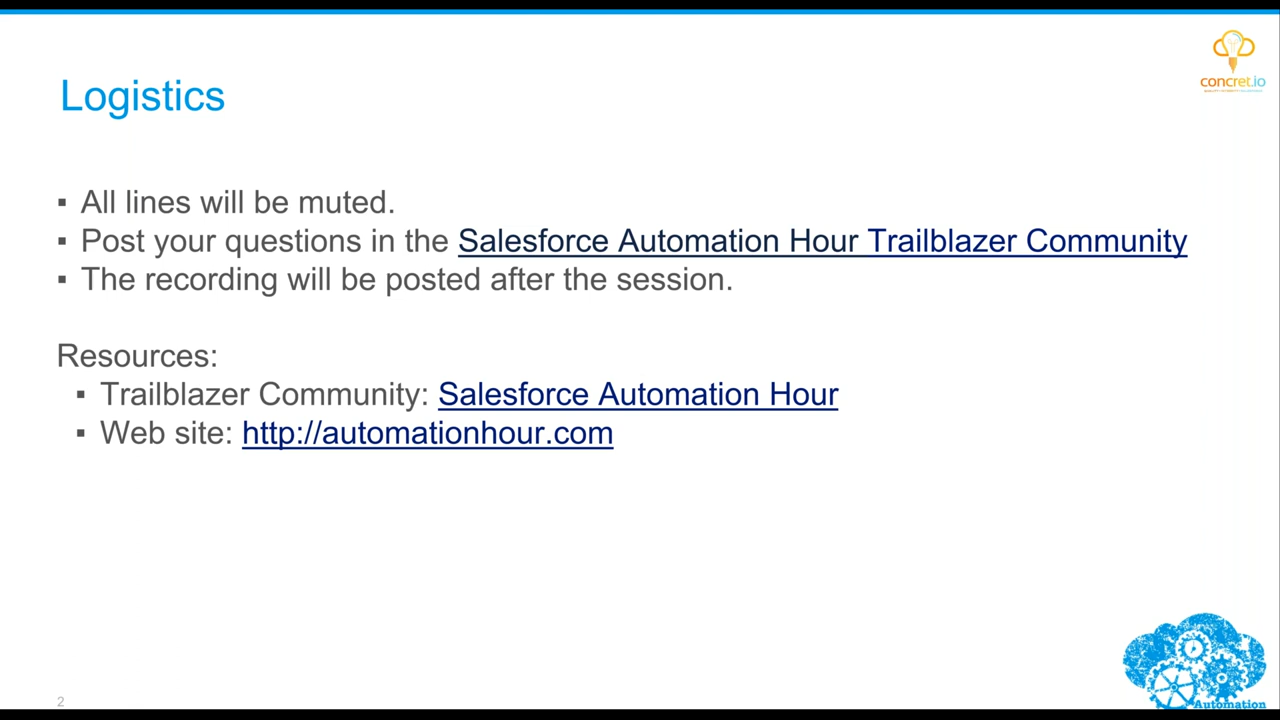 concret.io
Logistics
▪ All lines will be muted.
▪ Post your questions in the Salesforce Automation Hour Trailblazer Community
▪ The recording will be posted after the session.
Resources:
▪ Trailblazer Community: Salesforce Automation Hour
▪ Web site: http://automationhour.com
2
Automation